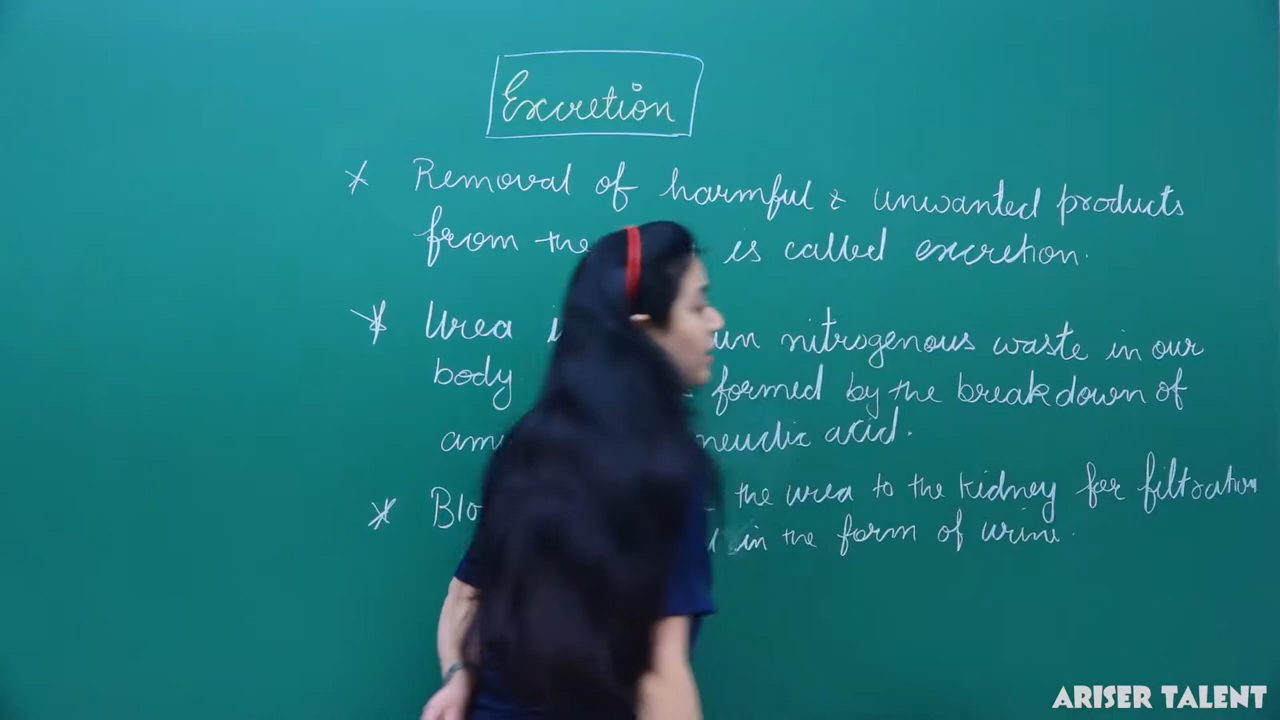 Excretion
* Removal of harmful & unwanted products
from the is called excretion.
* Urea nitrogenous waste in our
body formed by the breakdown of
neuclic acid.
* the urea to the kidney for filtration
in the form of urine.
ARISER TALENT